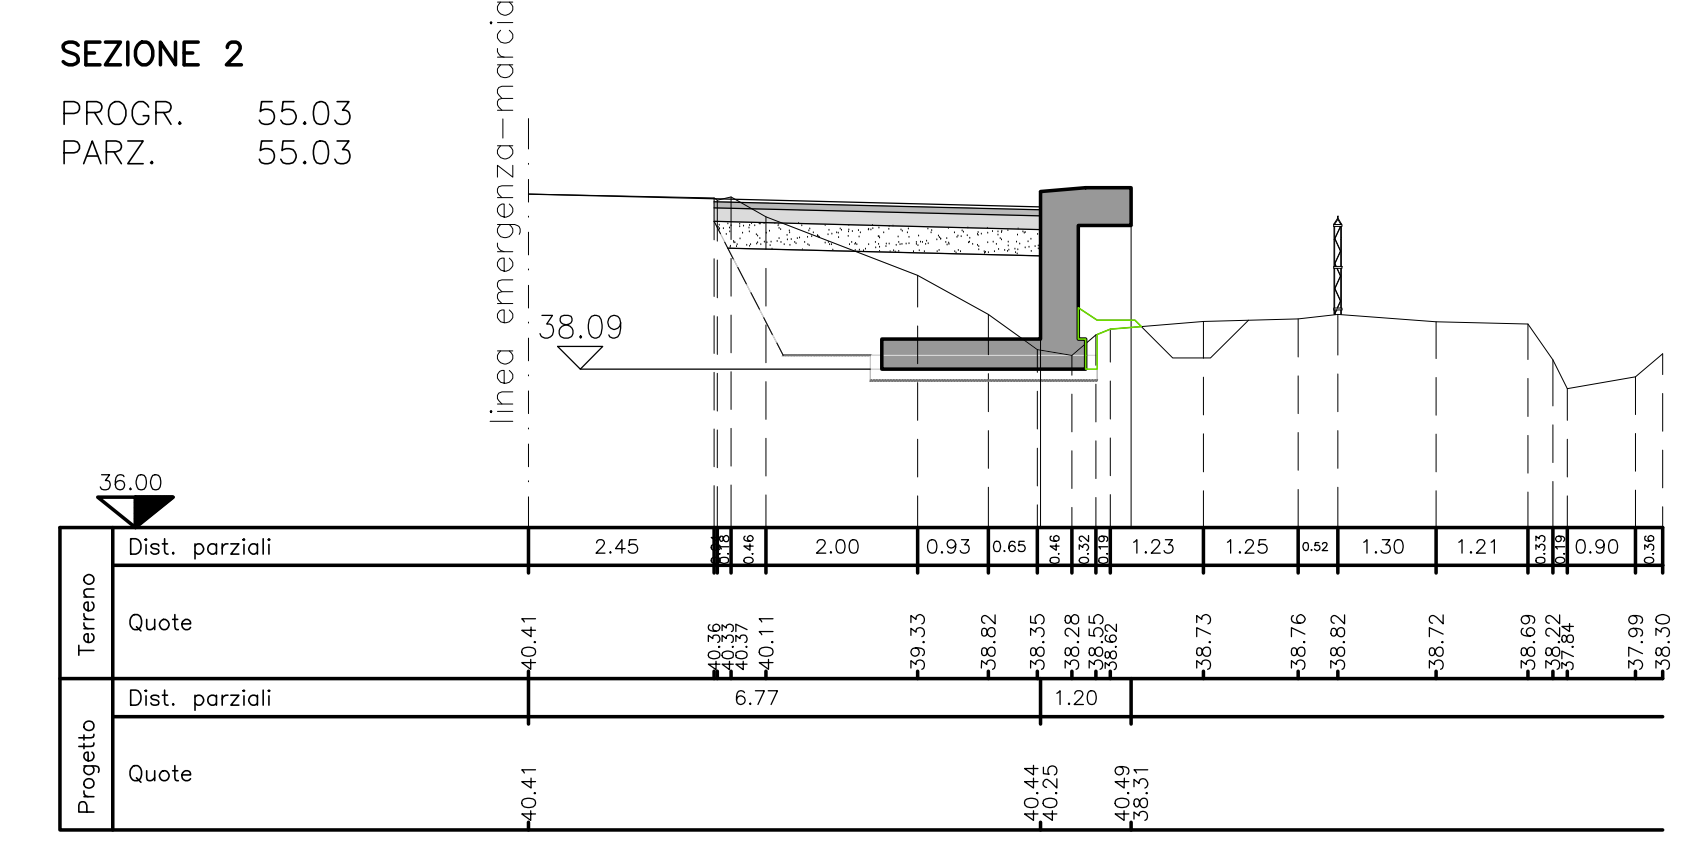 SEZIONE 2
PROGR. 55.03
PARZ. 55.03
linea emergenza-marcia
38.09
36.00
Terreno
Dist. parziali 2.45 0.18 0.46 2.00 0.93 0.65 0.46 0.32 0.19 1.23 1.25 0.52 1.30 1.21 0.33 0.19 0.90 0.36
Quote 40.41 40.36 40.33 40.37 40.11 39.33 38.82 38.35 38.28 38.55 38.62 38.73 38.76 38.82 38.72 38.69 38.22 37.84 37.99 38.30
Progetto
Dist. parziali 6.77 1.20
Quote 40.41 40.44 40.25 40.49 38.31